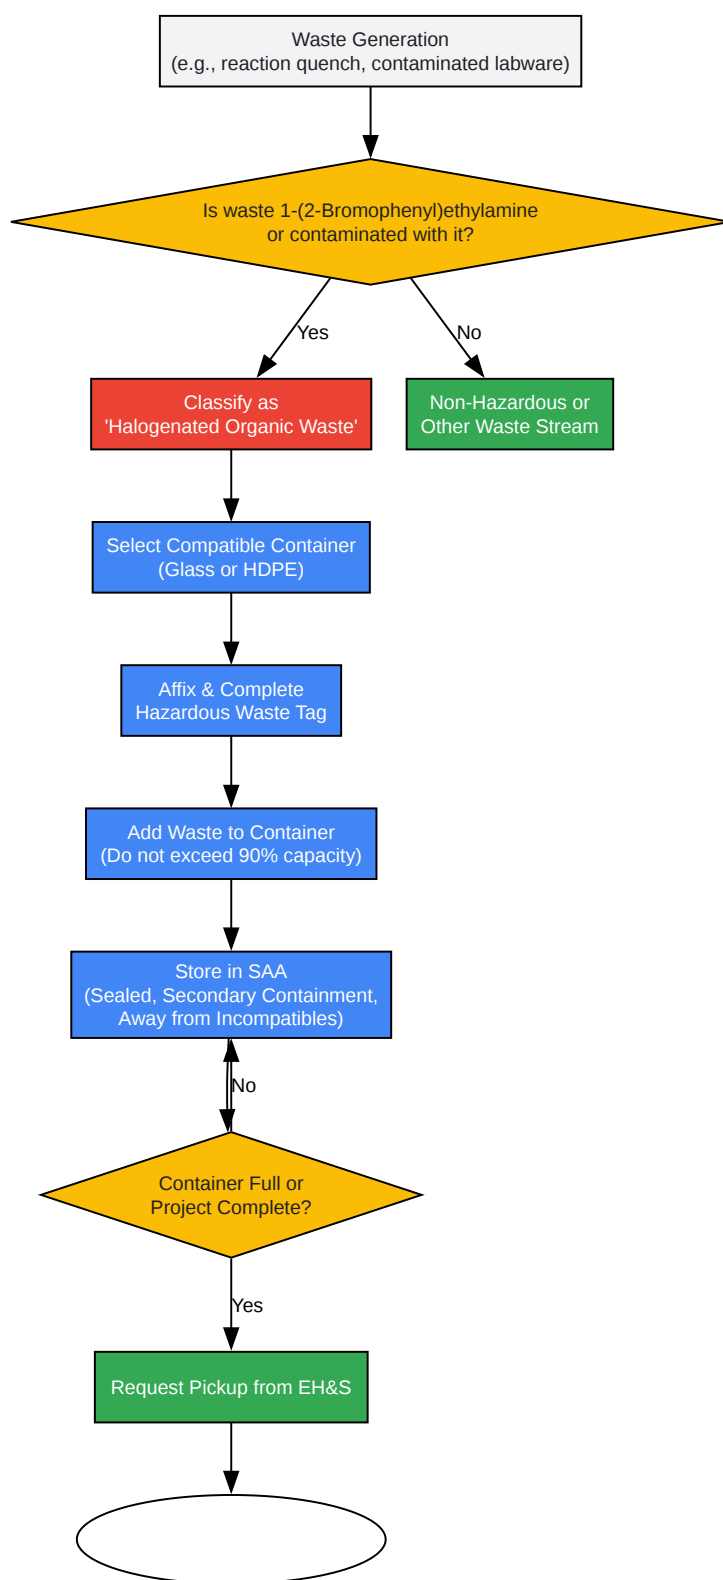 Waste Generation
(e.g., reaction quench, contaminated labware)
Is waste 1-(2-Bromophenyl)ethylamine
or contaminated with it?
Yes
No
Classify as
'Halogenated Organic Waste'
Non-Hazardous or
Other Waste Stream
Select Compatible Container
(Glass or HDPE)
Affix & Complete
Hazardous Waste Tag
Add Waste to Container
(Do not exceed 90% capacity)
Store in SAA
(Sealed, Secondary Containment,
Away from Incompatibles)
No
Container Full or
Project Complete?
Yes
Request Pickup from EH&S